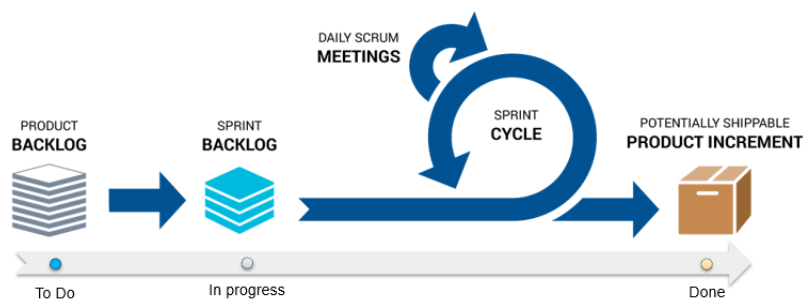 DAILY SCRUM
MEETINGS
PRODUCT
BACKLOG
SPRINT
BACKLOG
SPRINT
CYCLE
POTENTIALLY SHIPPABLE
PRODUCT INCREMENT
To Do
In progress
Done